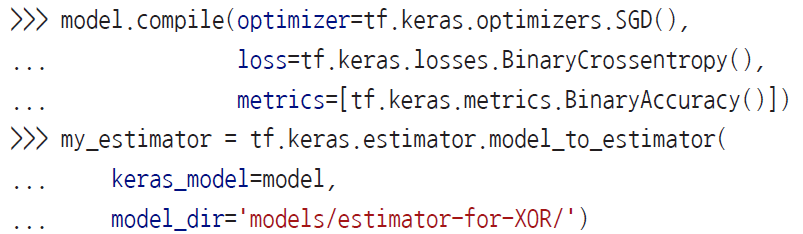 >>> model.compile(optimizer=tf.keras.optimizers.SGD(),
...               loss=tf.keras.losses.BinaryCrossentropy(),
...               metrics=[tf.keras.metrics.BinaryAccuracy()])
>>> my_estimator = tf.keras.estimator.model_to_estimator(
...     keras_model=model,
...     model_dir='models/estimator-for-XOR/')